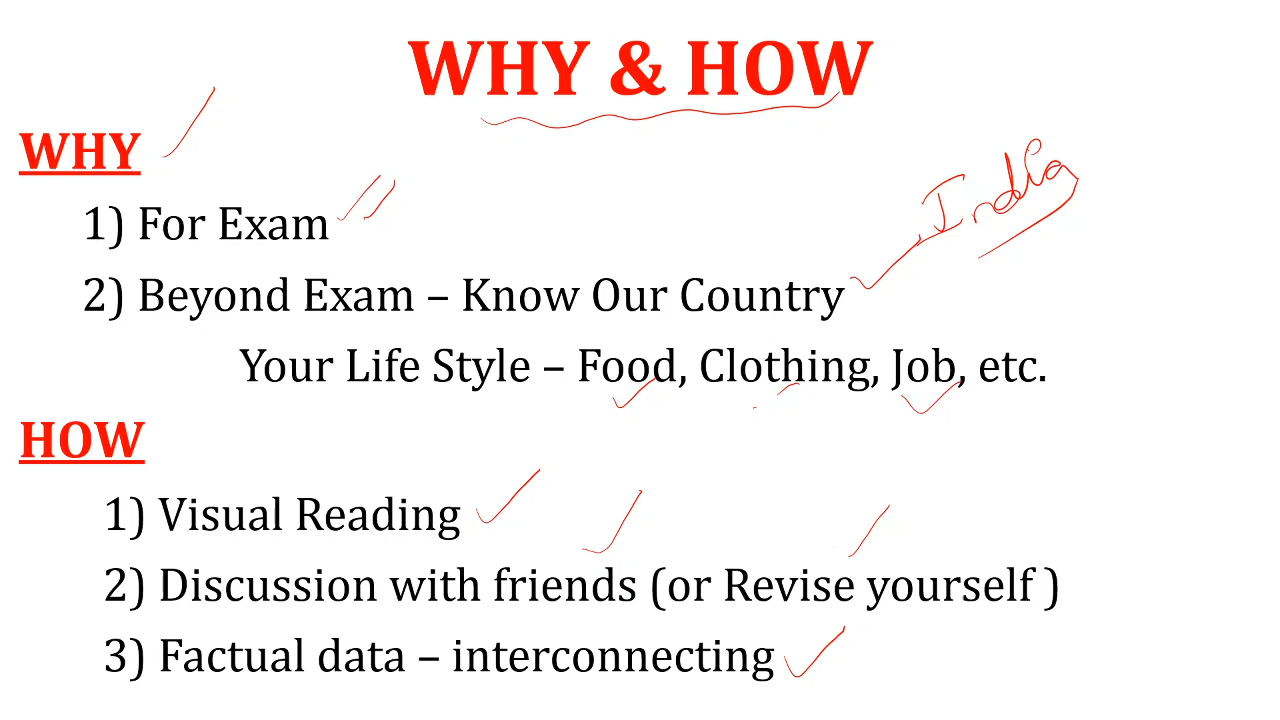 WHY & HOW
WHY
1) For Exam
India
2) Beyond Exam – Know Our Country
Your Life Style – Food, Clothing, Job, etc.
HOW
1) Visual Reading
2) Discussion with friends (or Revise yourself )
3) Factual data – interconnecting